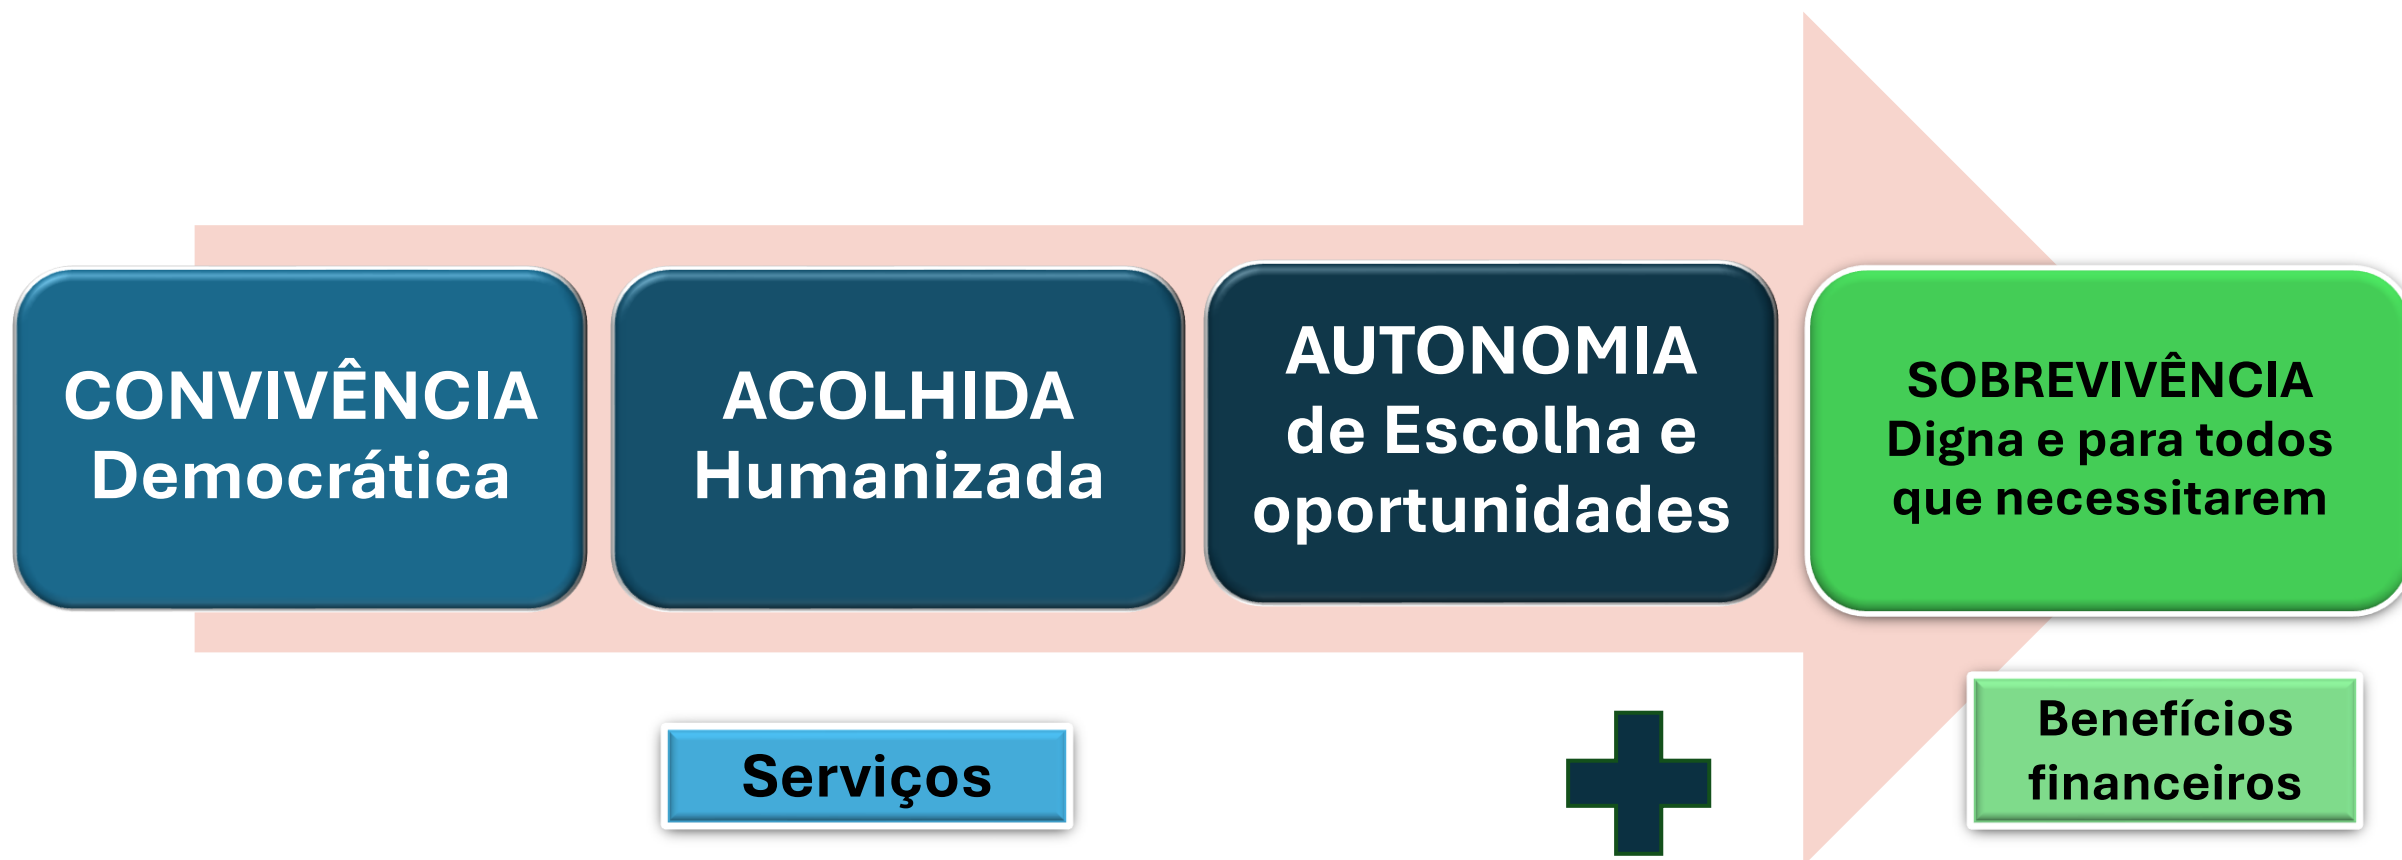 CONVIVÊNCIA
Democrática
ACOLHIDA
Humanizada
AUTONOMIA
de Escolha e
oportunidades
SOBREVIVÊNCIA
Digna e para todos
que necessitarem
Serviços
Benefícios
financeiros